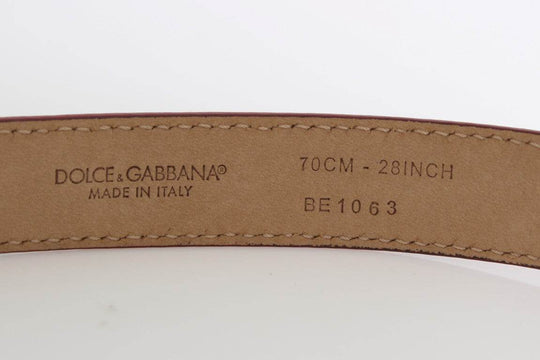 DOLCE & GABBANA®
MADE IN ITALY
70CM - 28INCH
BE1063